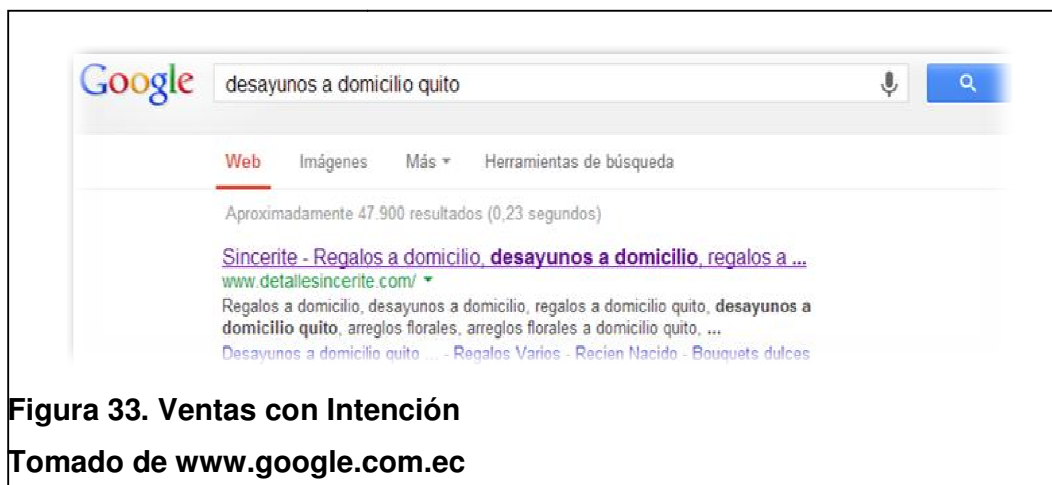 Google desayunos a domicilio quito
Web Imágenes Más Herramientas de búsqueda
Aproximadamente 47.900 resultados (0,23 segundos)
Sincerite - Regalos a domicilio, desayunos a domicilio, regalos a ...
www.detallesincerite.com/
Regalos a domicilio, desayunos a domicilio, regalos a domicilio quito, desayunos a
domicilio quito, arreglos florales, arreglos florales a domicilio quito, ...
Desayunos a domicilio quito ... - Regalos Varios - Recien Nacido - Bouquets dulces
Figura 33. Ventas con Intención
Tomado de www.google.com.ec